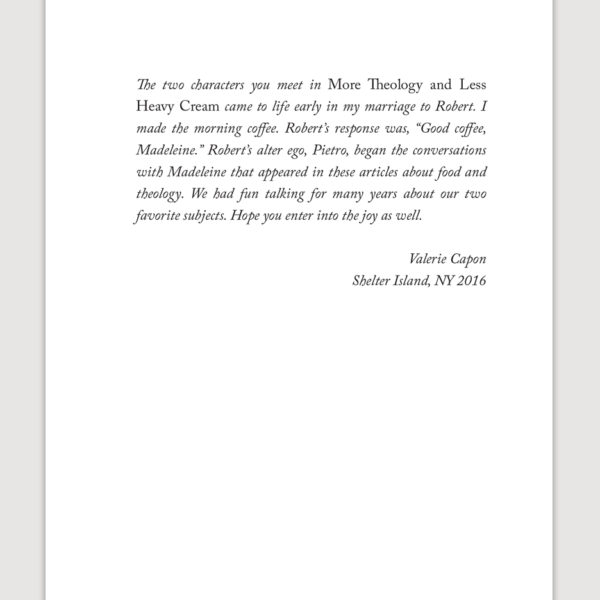 The two characters you meet in More Theology and Less
Heavy Cream came to life early in my marriage to Robert. I
made the morning coffee. Robert’s response was, “Good coffee,
Madeleine.” Robert’s alter ego, Pietro, began the conversations
with Madeleine that appeared in these articles about food and
theology. We had fun talking for many years about our two
favorite subjects. Hope you enter into the joy as well.
Valerie Capon
Shelter Island, NY 2016